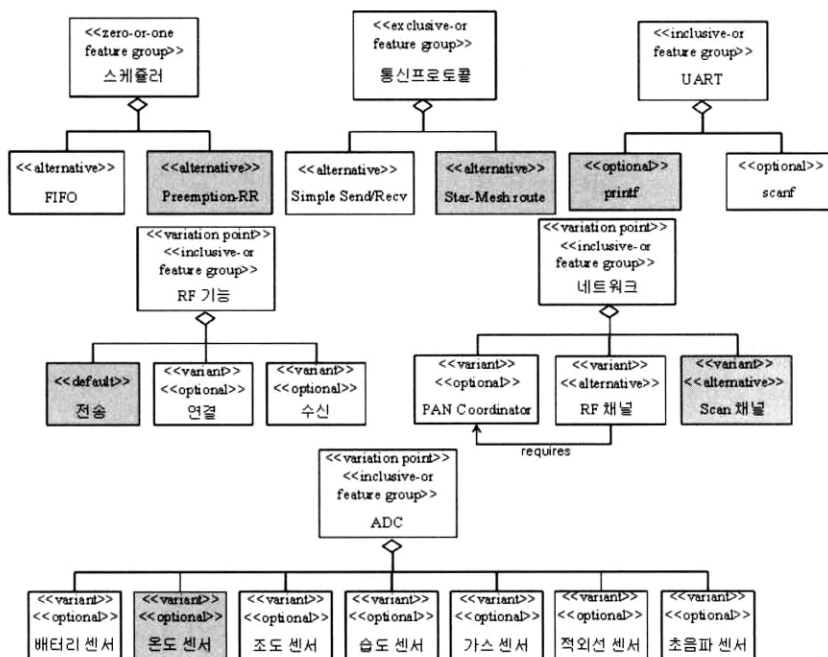 <<zero-or-one
feature group>>
스케쥴러
<<exclusive-or
feature group>>
통신프로토콜
<<inclusive-or
feature group>>
UART
<<alternative>>
FIFO
<<alternative>>
Preemption-RR
<<alternative>>
Simple Send/Recv
<<alternative>>
Star-Mesh route
<<optional>>
printf
<<optional>>
scanf
<<variation point>>
<<inclusive-or
feature group>>
RF 기능
<<variation point>>
<<inclusive-or
feature group>>
네트워크
<<default>>
전송
<<variant>>
<<optional>>
연결
<<variant>>
<<optional>>
수신
<<variant>>
<<optional>>
PAN Coordinator
<<variant>>
<<alternative>>
RF 채널
<<variant>>
<<alternative>>
Scan 채널
requires
<<variation point>>
<<inclusive-or
feature group>>
ADC
<<variant>>
<<optional>>
배터리 센서
<<variant>>
<<optional>>
온도 센서
<<variant>>
<<optional>>
조도 센서
<<variant>>
<<optional>>
습도 센서
<<variant>>
<<optional>>
가스 센서
<<variant>>
<<optional>>
적외선 센서
<<variant>>
<<optional>>
초음파 센서